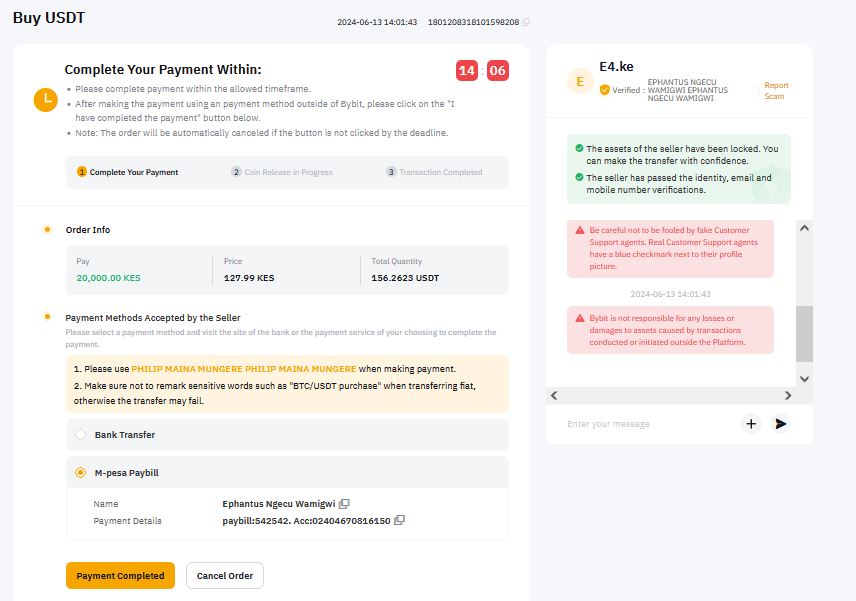 Buy USDT
2024-06-13 14:01:43 1801208318101598208
Complete Your Payment Within:
14 : 06
Please complete payment within the allowed timeframe.
After making the payment using an payment method outside of Bybit, please click on the "I
have completed the payment" button below.
Note: The order will be automatically canceled if the button is not clicked by the deadline.
1 Complete Your Payment
2 Coin Release in Progress
3 Transaction Completed
Order Info
Pay Price Total Quantity
20,000.00 KES 127.99 KES 156.2623 USDT
Payment Methods Accepted by the Seller
Please select a payment method and visit the site of the bank or the payment service of your choosing to complete the
payment.
1. Please use PHILIP MAINA MUNGERE PHILIP MAINA MUNGERE when making payment.
2. Make sure not to remark sensitive words such as "BTC/USDT purchase" when transferring fiat,
otherwise the transfer may fail.
Bank Transfer
M-pesa Paybill
Name Ephantus Ngecu Wamigwi
Payment Details paybill:542542. Acc:02404670816150
Payment Completed Cancel Order
E
E4.ke
Verified : EPHANTUS NGECU
WAMIGWI EPHANTUS
NGECU WAMIGWI
Report
Scam
The assets of the seller have been locked. You
can make the transfer with confidence.
The seller has passed the identity, email and
mobile number verifications.
Be careful not to be fooled by fake Customer
Support agents. Real Customer Support agents
have a blue checkmark next to their profile
picture.
2024-06-13 14:01:43
Bybit is not responsible for any losses or
damages to assets caused by transactions
conducted or initiated outside the Platform.
Enter your message